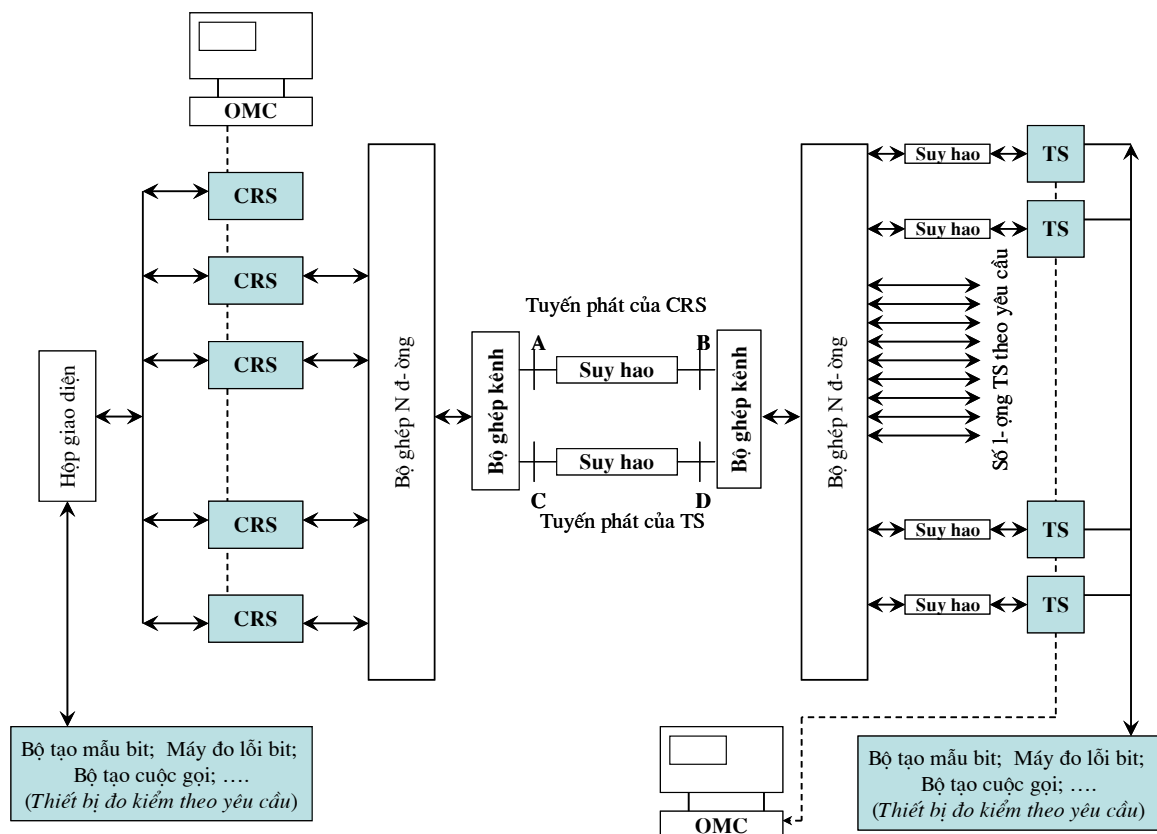 OMC
CRS
CRS
CRS
CRS
CRS
Hộp giao diện
Bộ ghép N đ- ờng
Bộ ghép kênh
Tuyến phát của CRS
A
B
Suy hao
Suy hao
C
D
Tuyến phát của TS
Bộ ghép kênh
Bộ ghép N đ- ờng
Suy hao
TS
Suy hao
TS
Số l- ợng TS theo yêu cầu
Suy hao
TS
Suy hao
TS
Bộ tạo mẫu bit; Máy đo lỗi bit;
Bộ tạo cuộc gọi; ….
(Thiết bị đo kiểm theo yêu cầu)
OMC
Bộ tạo mẫu bit; Máy đo lỗi bit;
Bộ tạo cuộc gọi; ….
(Thiết bị đo kiểm theo yêu cầu)